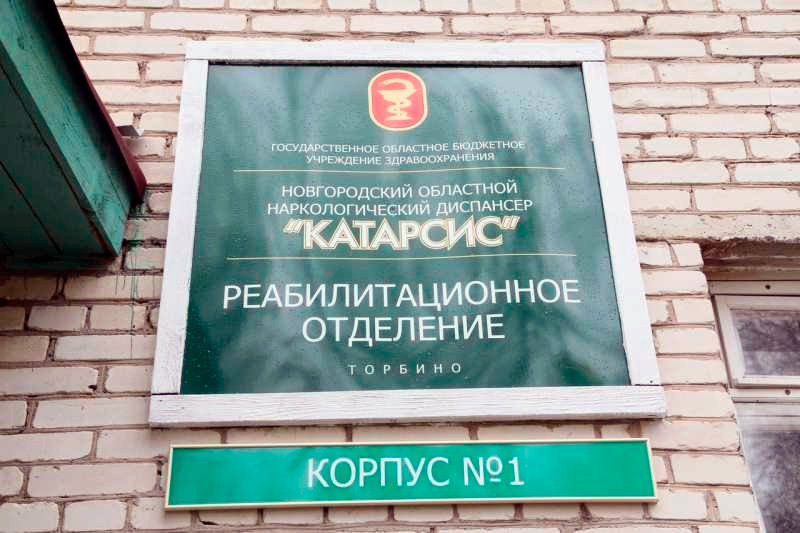 ГОСУДАРСТВЕННОЕ ОБЛАСТНОЕ БЮДЖЕТНОЕ
УЧРЕЖДЕНИЕ ЗДРАВООХРАНЕНИЯ
НОВГОРОДСКИЙ ОБЛАСТНОЙ
НАРКОЛОГИЧЕСКИЙ ДИСПАНСЕР
"КАТАРСИС"
РЕАБИЛИТАЦИОННОЕ
ОТДЕЛЕНИЕ
ТОРБИНО
КОРПУС №1